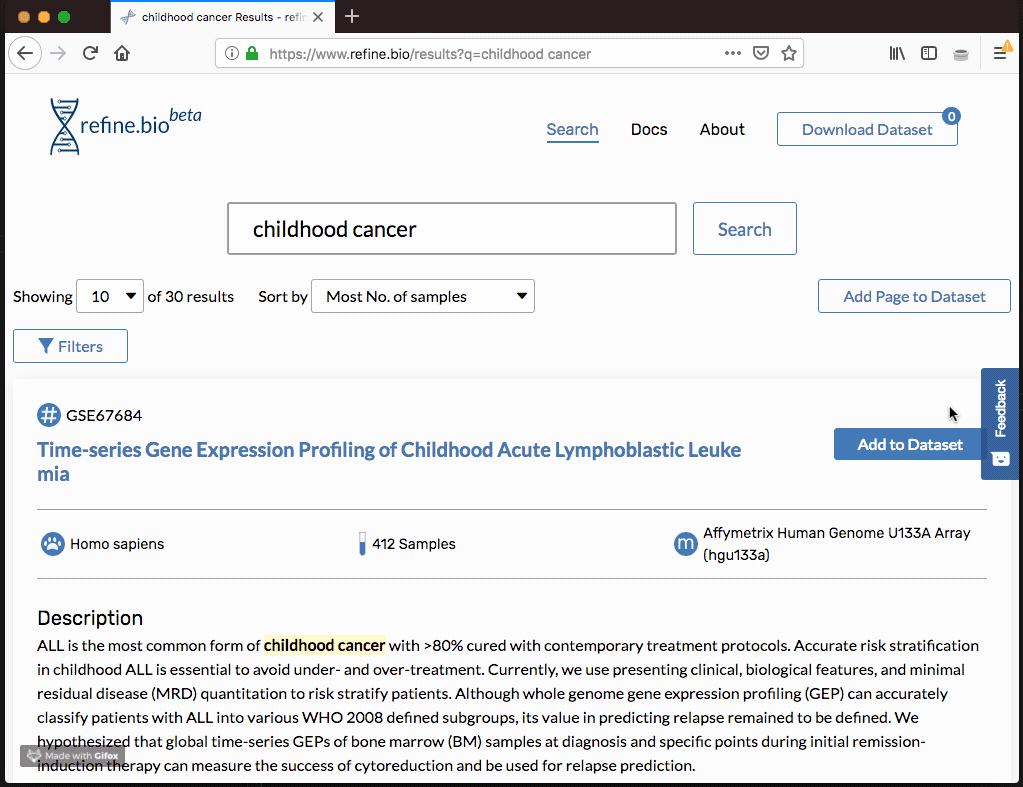 childhood cancer Results - refin
https://www.refine.bio/results?q=childhood cancer
refine.bio beta
Search Docs About Download Dataset 0
childhood cancer Search
Showing 10 of 30 results Sort by Most No. of samples Add Page to Dataset
Filters
Feedback
# GSE67684
Time-series Gene Expression Profiling of Childhood Acute Lymphoblastic Leuke
mia
Add to Dataset
Homo sapiens 412 Samples m Affymetrix Human Genome U133A Array
(hgu133a)
Description
ALL is the most common form of childhood cancer with >80% cured with contemporary treatment protocols. Accurate risk stratification
in childhood ALL is essential to avoid under- and over-treatment. Currently, we use presenting clinical, biological features, and minimal
residual disease (MRD) quantitation to risk stratify patients. Although whole genome gene expression profiling (GEP) can accurately
classify patients with ALL into various WHO 2008 defined subgroups, its value in predicting relapse remained to be defined. We
hypothesized that global time-series GEPs of bone marrow (BM) samples at diagnosis and specific points during initial remission-
induction therapy can measure the success of cytoreduction and be used for relapse prediction.
Made with Gifox